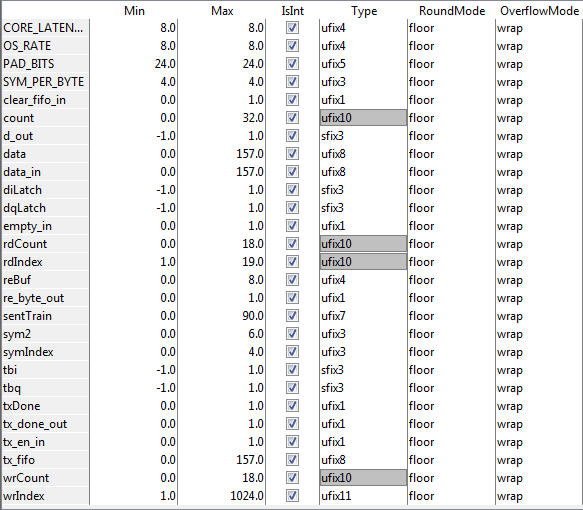 Min Max IsInt Type RoundMode OverflowMode
CORE_LATEN... 8.0 8.0 ufix4 floor wrap
OS_RATE 8.0 8.0 ufix4 floor wrap
PAD_BITS 24.0 24.0 ufix5 floor wrap
SYM_PER_BYTE 4.0 4.0 ufix3 floor wrap
clear_fifo_in 0.0 1.0 ufix1 floor wrap
count 0.0 32.0 ufix10 floor wrap
d_out -1.0 1.0 sfix3 floor wrap
data 0.0 157.0 ufix8 floor wrap
data_in 0.0 157.0 ufix8 floor wrap
diLatch -1.0 1.0 sfix3 floor wrap
dqLatch -1.0 1.0 sfix3 floor wrap
empty_in 0.0 1.0 ufix1 floor wrap
rdCount 0.0 18.0 ufix10 floor wrap
rdIndex 1.0 19.0 ufix10 floor wrap
reBuf 0.0 8.0 ufix4 floor wrap
re_byte_out 0.0 1.0 ufix1 floor wrap
sentTrain 0.0 90.0 ufix7 floor wrap
sym2 0.0 6.0 ufix3 floor wrap
symIndex 0.0 4.0 ufix3 floor wrap
tbi -1.0 1.0 sfix3 floor wrap
tbq -1.0 1.0 sfix3 floor wrap
txDone 0.0 1.0 ufix1 floor wrap
tx_done_out 0.0 1.0 ufix1 floor wrap
tx_en_in 0.0 1.0 ufix1 floor wrap
tx_fifo 0.0 157.0 ufix8 floor wrap
wrCount 0.0 18.0 ufix10 floor wrap
wrIndex 1.0 1024.0 ufix11 floor wrap